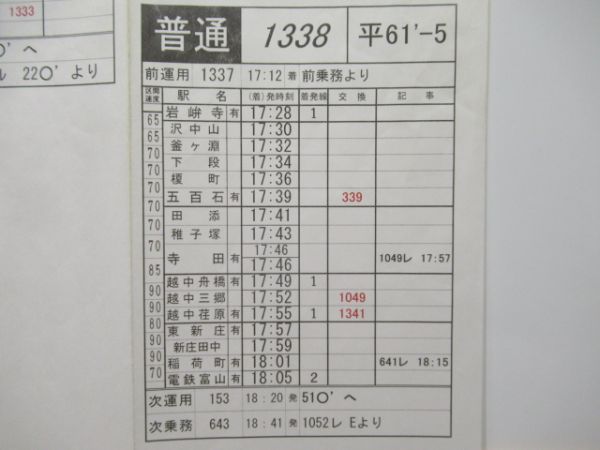 1333
〇’ へ
ル 22〇’ より
普通 1338 平61'-5
前運用 1337 17:12 着 前乗務より
区間速度 駅名 (着)発時刻 着発線 交換 記事
岩峅寺 有 17:28 1
65
沢中山 17:30
65
釜ヶ淵 17:32
70
下段 17:34
70
榎町 17:36
70
五百石 有 17:39 339
70
田添 17:41
70
稚子塚 17:43
70
寺田 有 17:46 17:46 1049レ 17:57
85
越中舟橋 有 17:49 1
90
越中三郷 有 17:52 1049
90
越中荏原 有 17:55 1 1341
80
東新庄 有 17:57
90
新庄田中 17:59
90
稲荷町 有 18:01 641レ 18:15
70
電鉄富山 有 18:05 2
次運用 153 18:20 発 51〇’ へ
次乗務 643 18:41 発 1052レ Eより